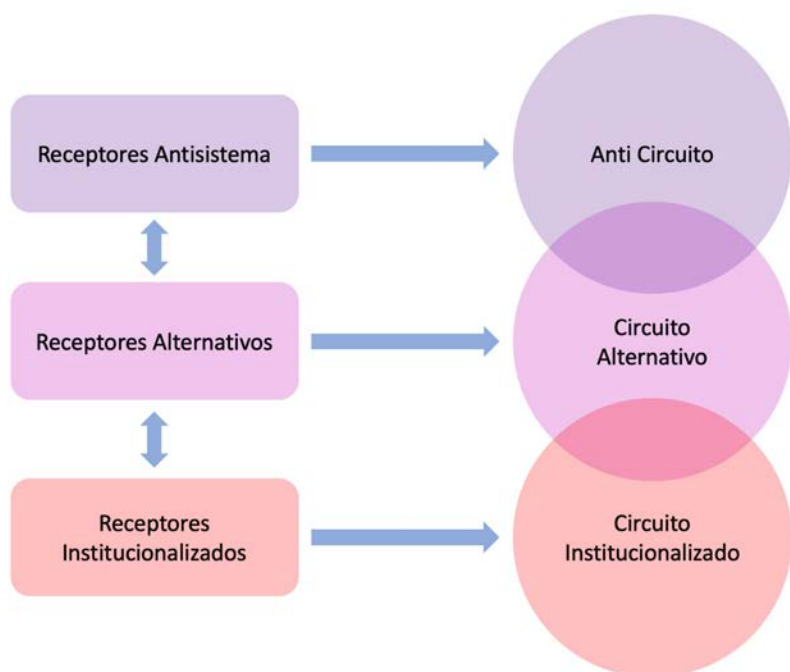 Receptores Antisistema
Anti Circuito
Receptores Alternativos
Circuito
Alternativo
Receptores
Institucionalizados
Circuito
Institucionalizado